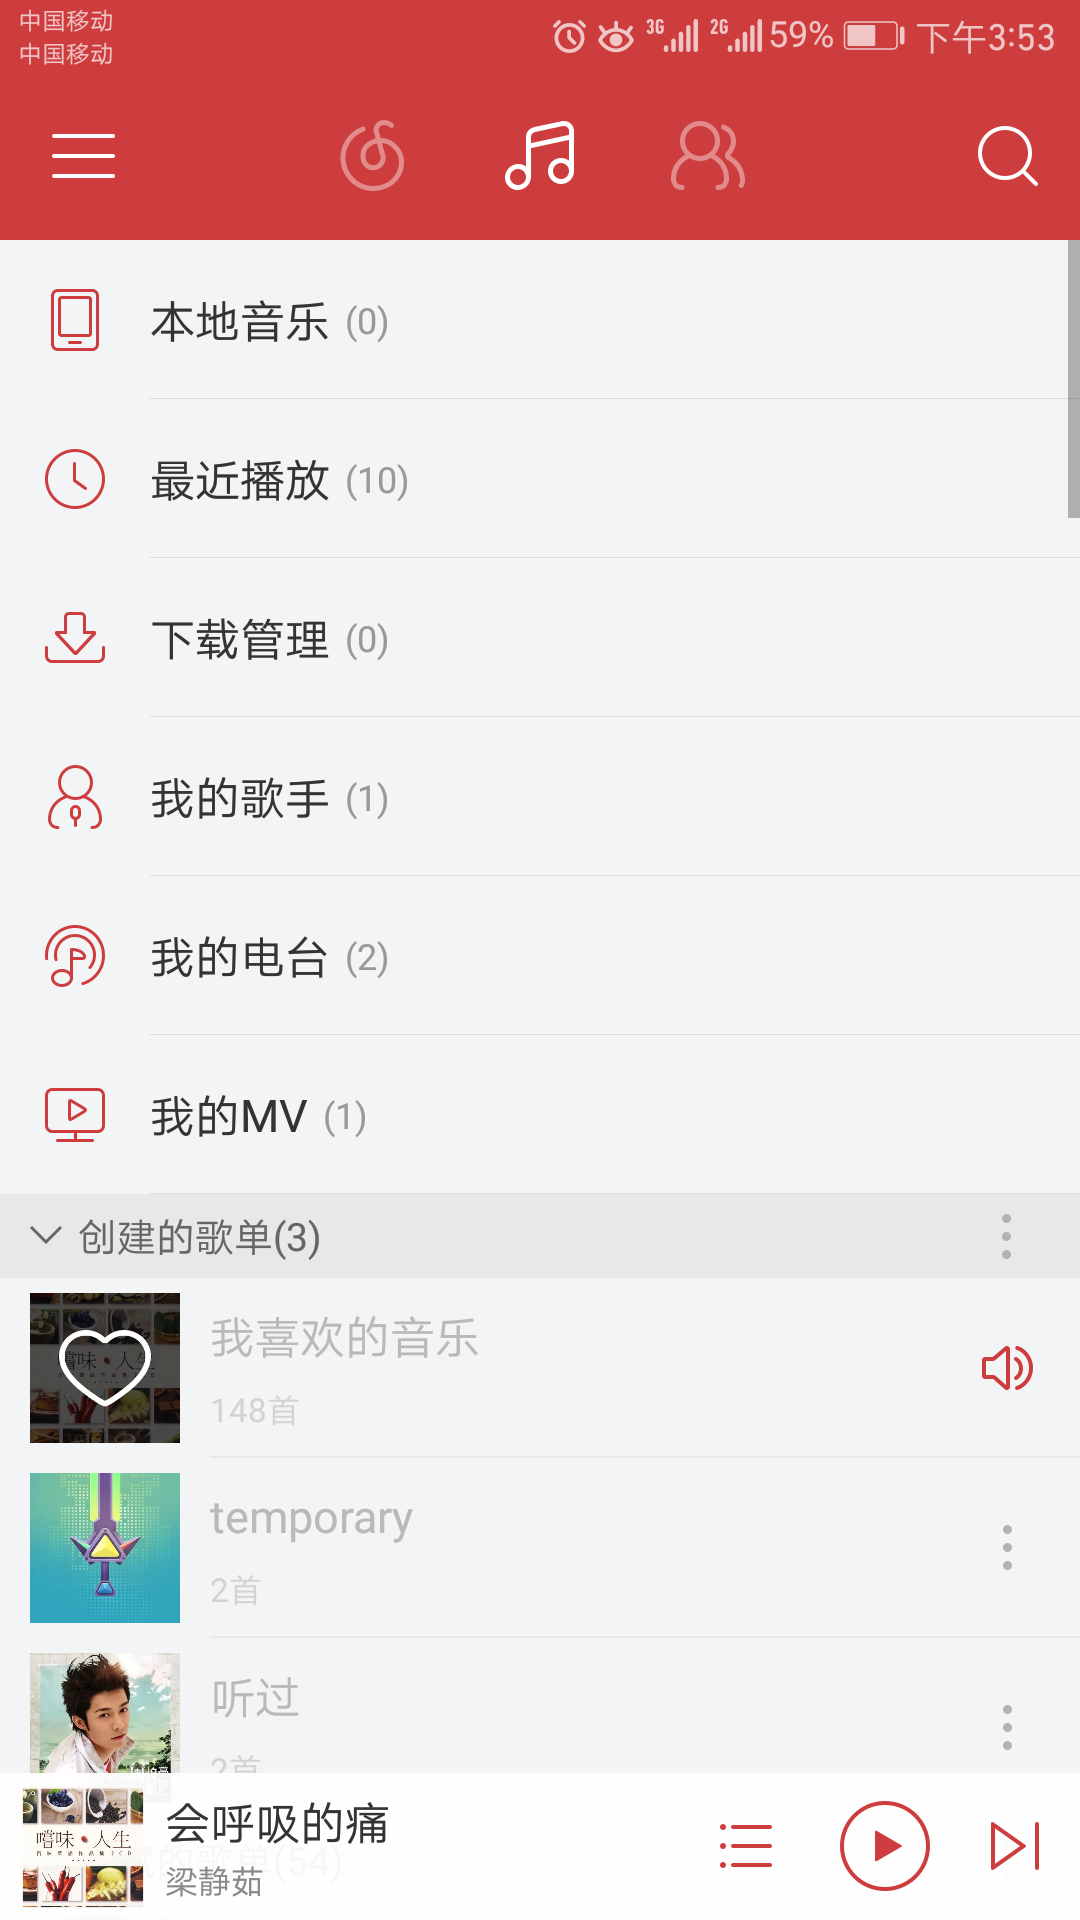 中国移动
中国移动
3G 2G 59% 下午3:53
本地音乐 (0)
最近播放 (10)
下载管理 (0)
我的歌手 (1)
我的电台 (2)
我的MV (1)
创建的歌单(3)
嚐味·人生
我喜欢的音乐
148首
temporary
2首
听过
2首
嚐味·人生
会呼吸的痛
的歌单(54)
梁静茹